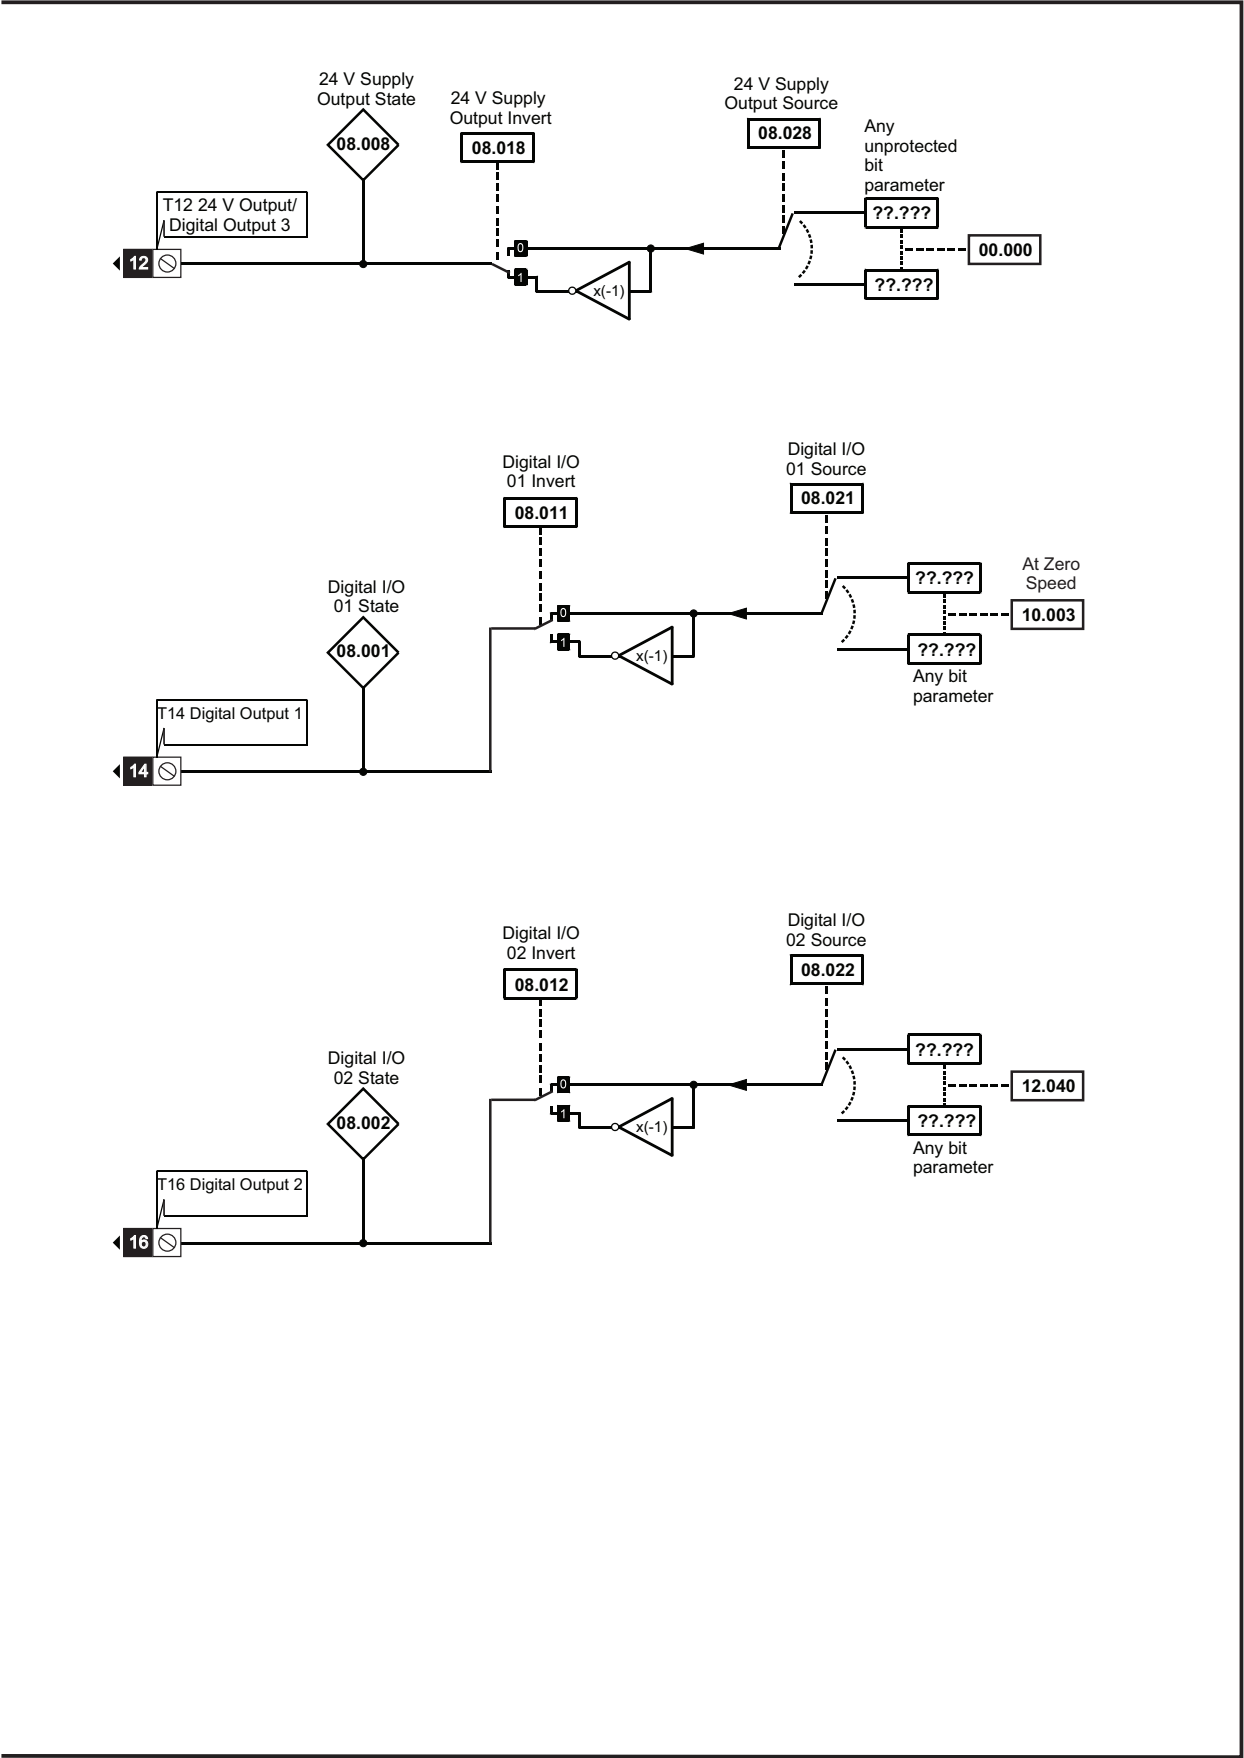 24 V Supply
Output State
08.008
24 V Supply
Output Invert
08.018
24 V Supply
Output Source
08.028
Any
unprotected
bit
parameter
??.???
00.000
??.???
T12 24 V Output/
Digital Output 3
12
0
1
x(-1)
Digital I/O
01 Invert
08.011
Digital I/O
01 Source
08.021
Digital I/O
01 State
08.001
??.???
At Zero
Speed
10.003
??.???
Any bit
parameter
0
1
x(-1)
T14 Digital Output 1
14
Digital I/O
02 Invert
08.012
Digital I/O
02 Source
08.022
Digital I/O
02 State
08.002
??.???
12.040
??.???
Any bit
parameter
0
1
x(-1)
T16 Digital Output 2
16